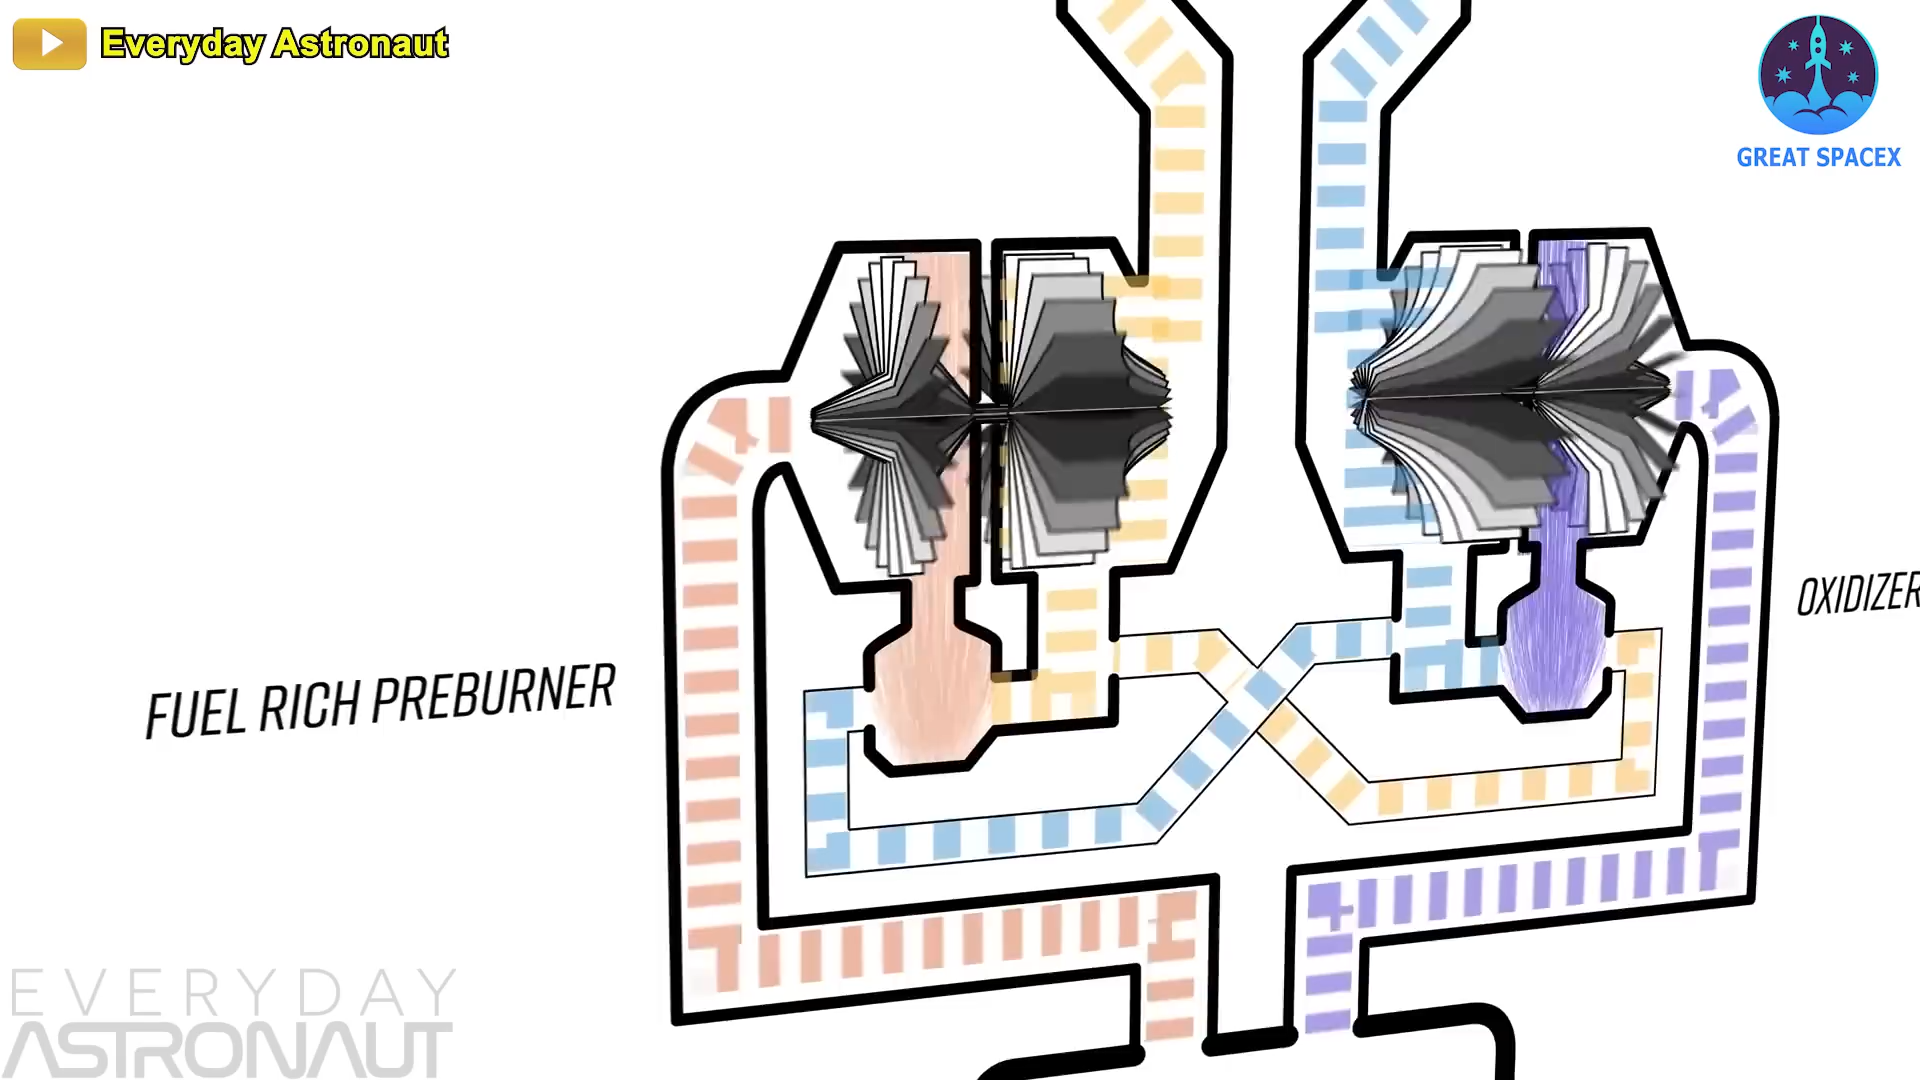 Everyday Astronaut
GREAT SPACEX
OXIDIZER
FUEL RICH PREBURNER
EVERYDAY
ASTRONAUT